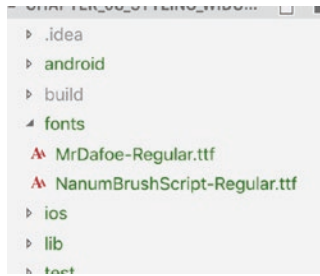 .idea
android
build
fonts
MrDafoe-Regular.ttf
NanumBrushScript-Regular.ttf
ios
lib
test